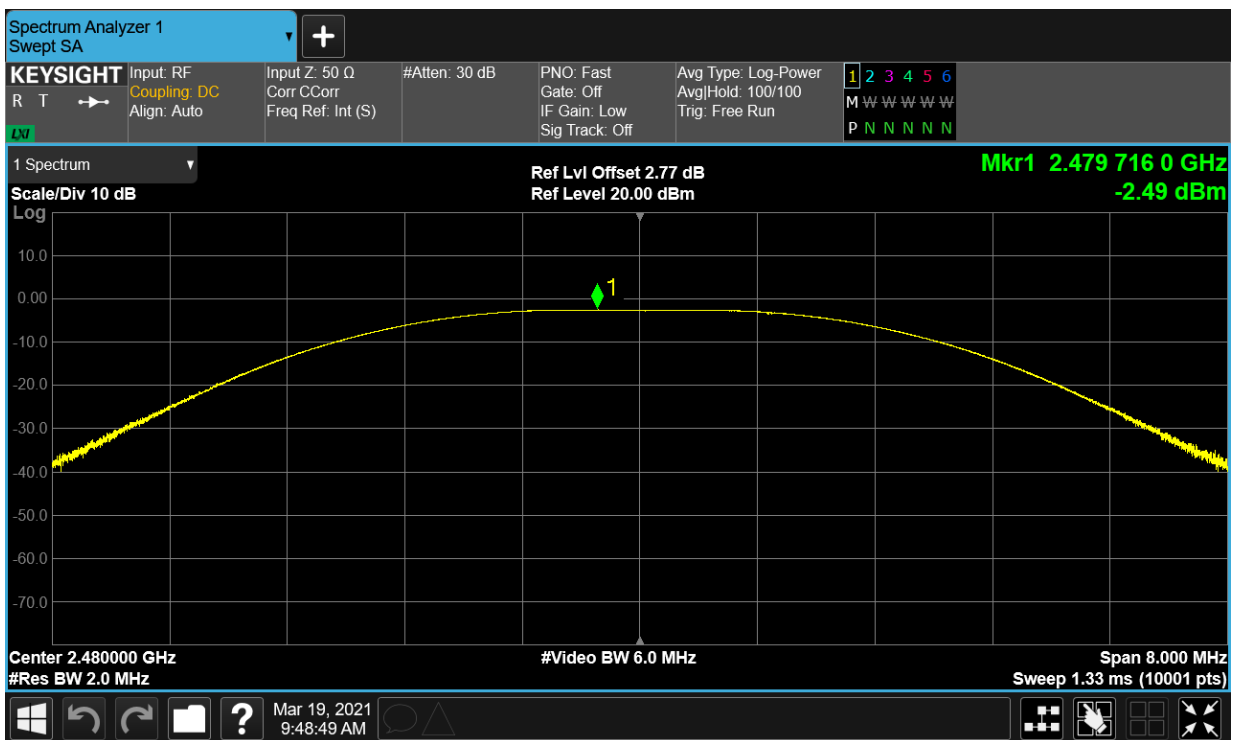 Spectrum Analyzer 1
Swept SA
+
KEYSIGHT
R T
LXI
Input: RF
Coupling: DC
Align: Auto
Input Z: 50 Ω
Corr CCorr
Freq Ref: Int (S)
#Atten: 30 dB
PNO: Fast
Gate: Off
IF Gain: Low
Sig Track: Off
Avg Type: Log-Power
Avg|Hold: 100/100
Trig: Free Run
1 2 3 4 5 6
M W W W W W
P N N N N N
1 Spectrum
Scale/Div 10 dB
Log
Ref Lvl Offset 2.77 dB
Ref Level 20.00 dBm
Mkr1 2.479 716 0 GHz
-2.49 dBm
10.0
0.00
-10.0
-20.0
-30.0
-40.0
-50.0
-60.0
-70.0
1
Center 2.480000 GHz
#Res BW 2.0 MHz
#Video BW 6.0 MHz
Span 8.000 MHz
Sweep 1.33 ms (10001 pts)
?
Mar 19, 2021
9:48:49 AM